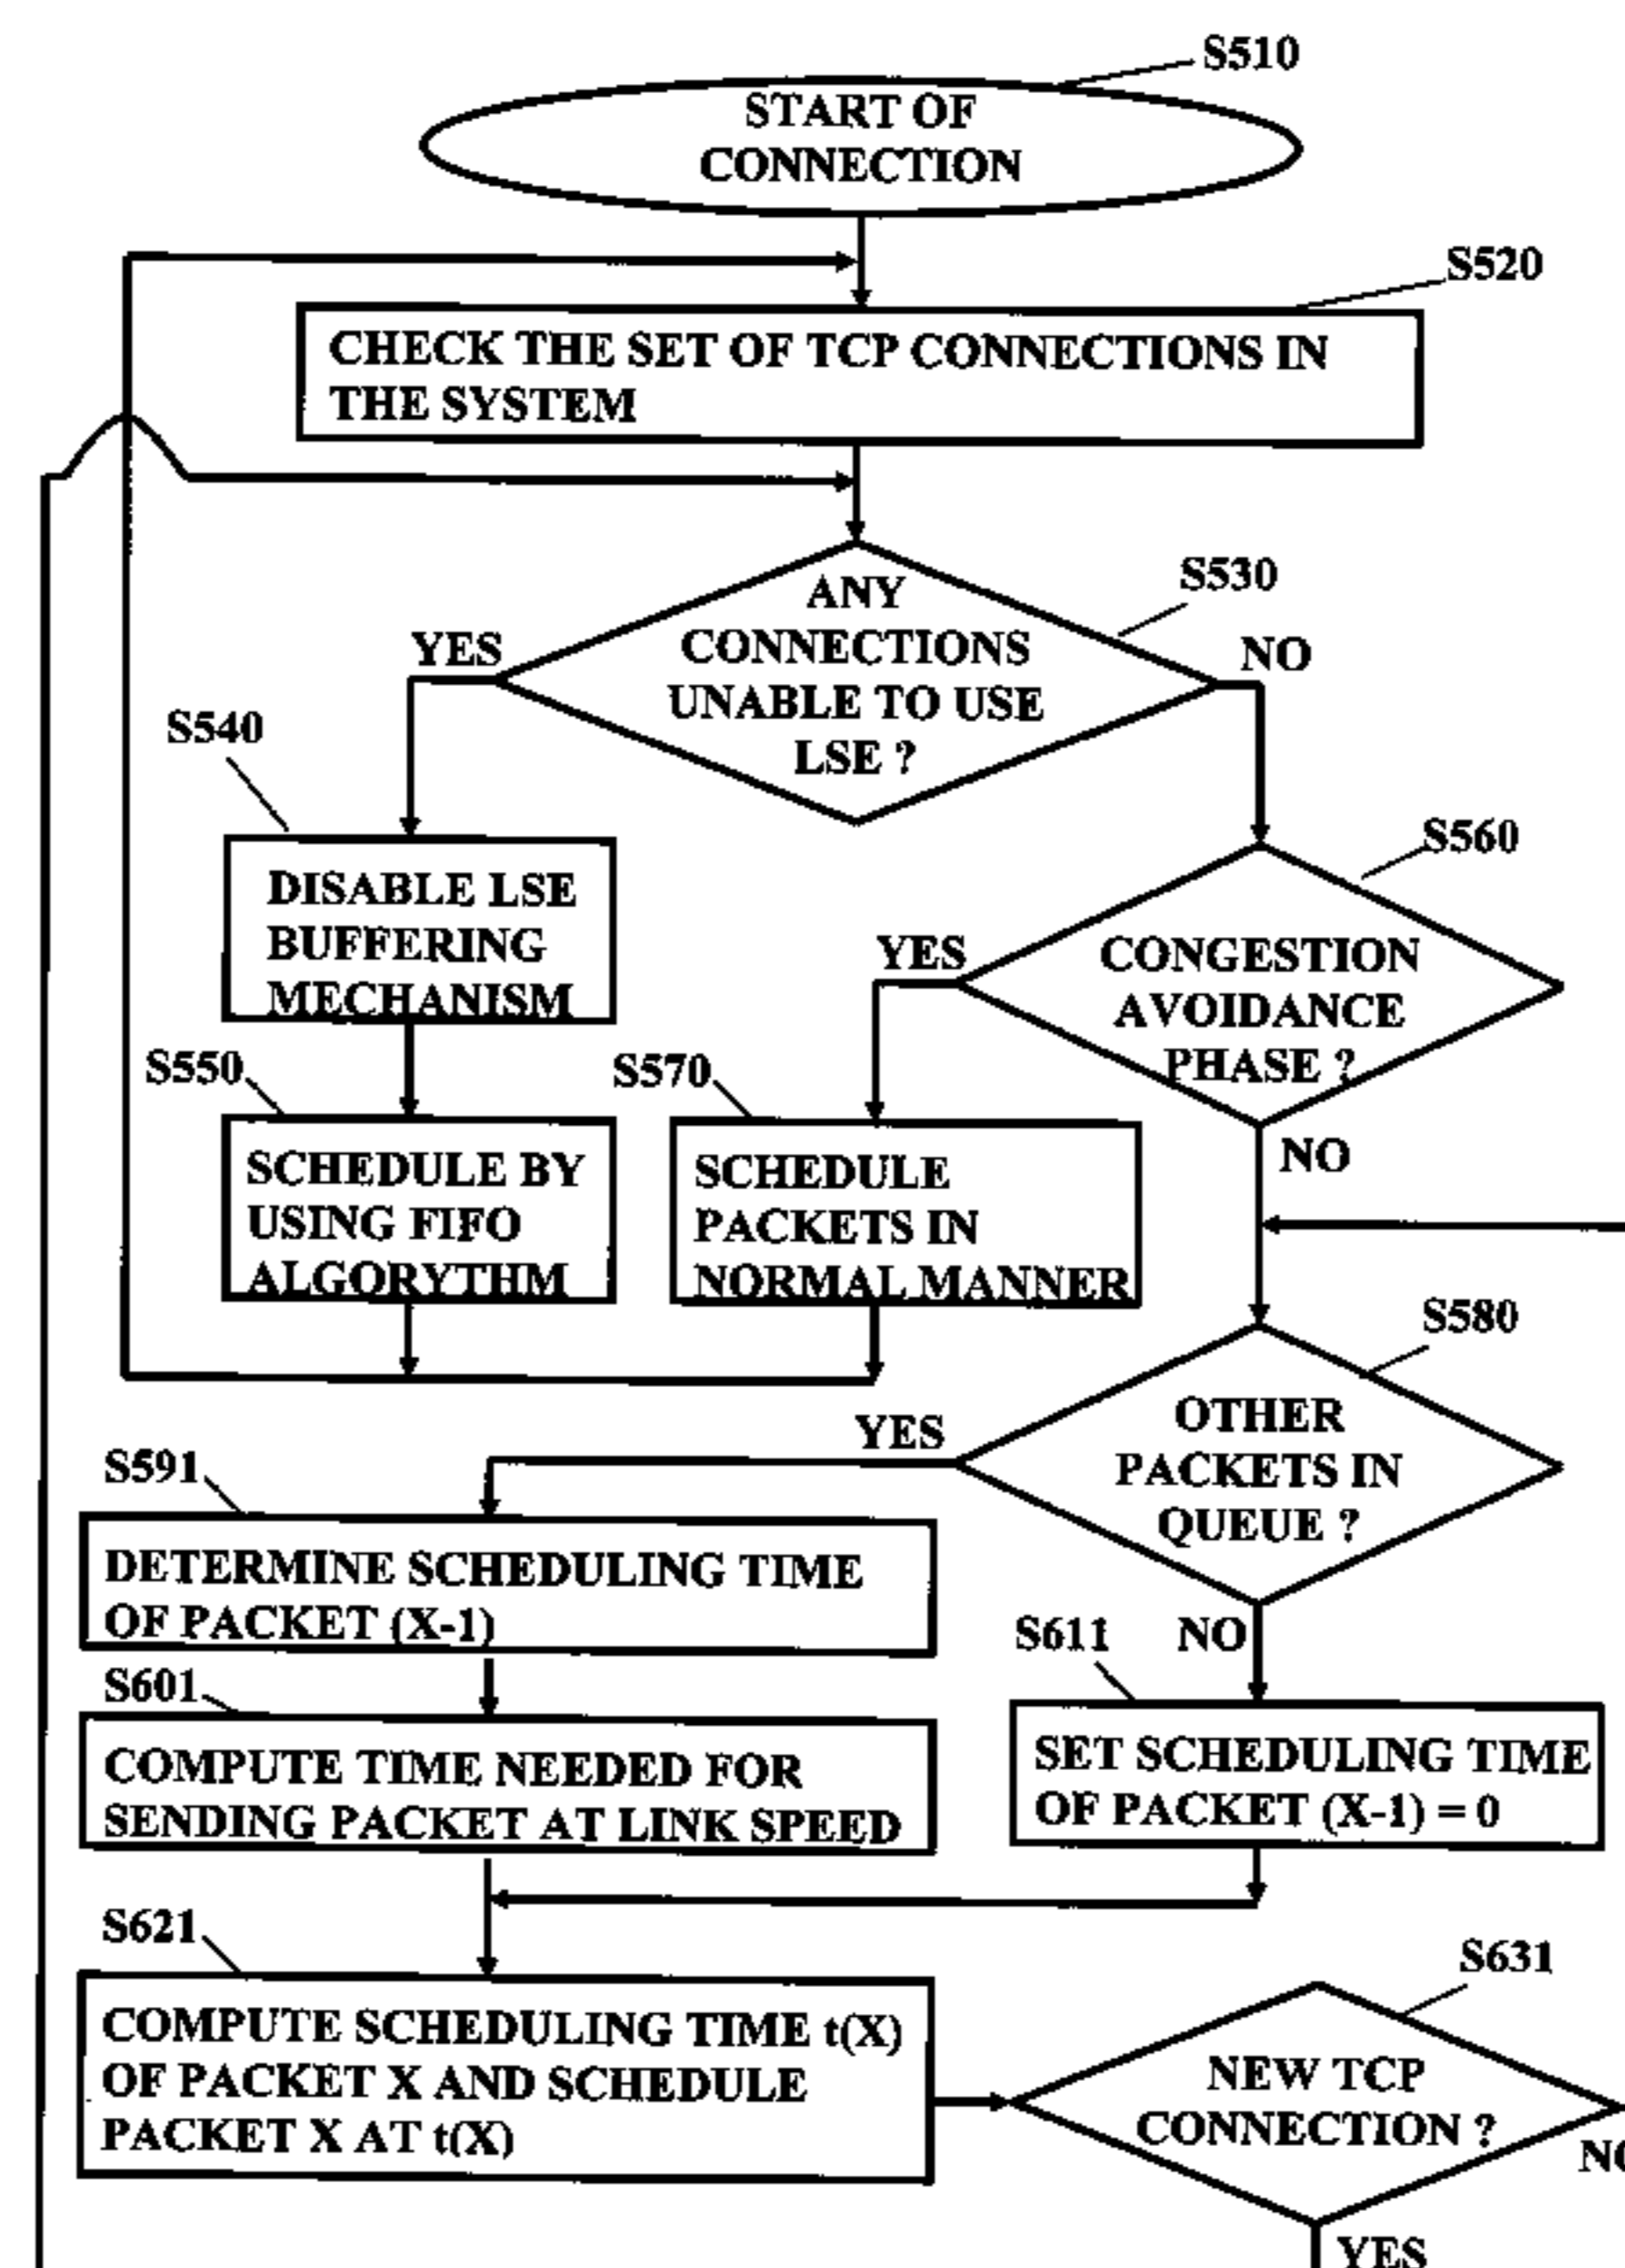 S510
START OF
CONNECTION
S520
CHECK THE SET OF TCP CONNECTIONS IN
THE SYSTEM
S530
ANY
CONNECTIONS
UNABLE TO USE
LSE ?
YES
NO
S540
DISABLE LSE
BUFFERING
MECHANISM
S560
CONGESTION
AVOIDANCE
PHASE ?
YES
NO
S550
SCHEDULE BY
USING FIFO
ALGORYTHM
S570
SCHEDULE
PACKETS IN
NORMAL MANNER
S580
OTHER
PACKETS IN
QUEUE ?
YES
NO
S591
DETERMINE SCHEDULING TIME
OF PACKET (X-1)
S601
COMPUTE TIME NEEDED FOR
SENDING PACKET AT LINK SPEED
S611
SET SCHEDULING TIME
OF PACKET (X-1) = 0
S621
COMPUTE SCHEDULING TIME t(X)
OF PACKET X AND SCHEDULE
PACKET X AT t(X)
S631
NEW TCP
CONNECTION ?
NO
YES